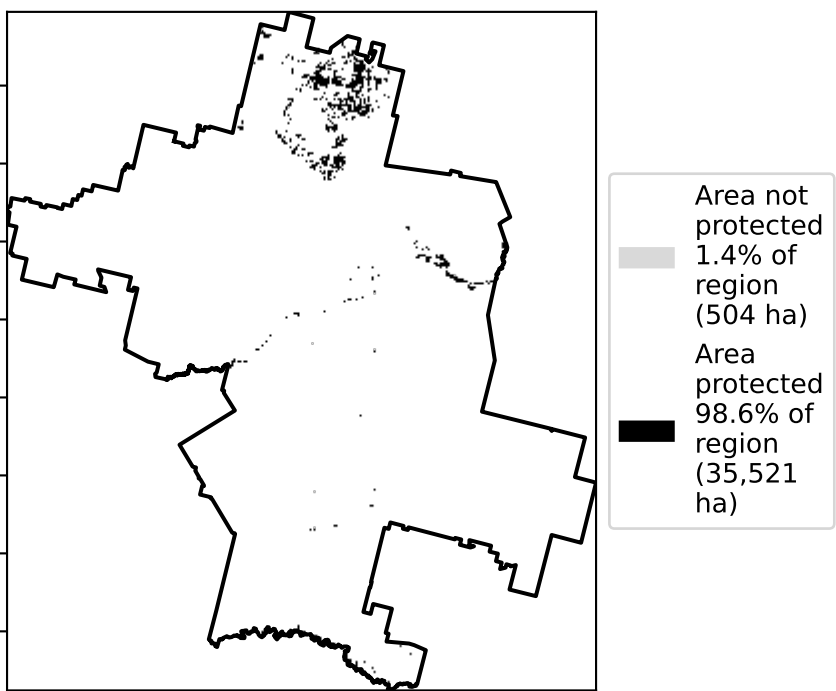 Area not
protected
1.4% of
region
(504 ha)
Area
protected
98.6% of
region
(35,521
ha)